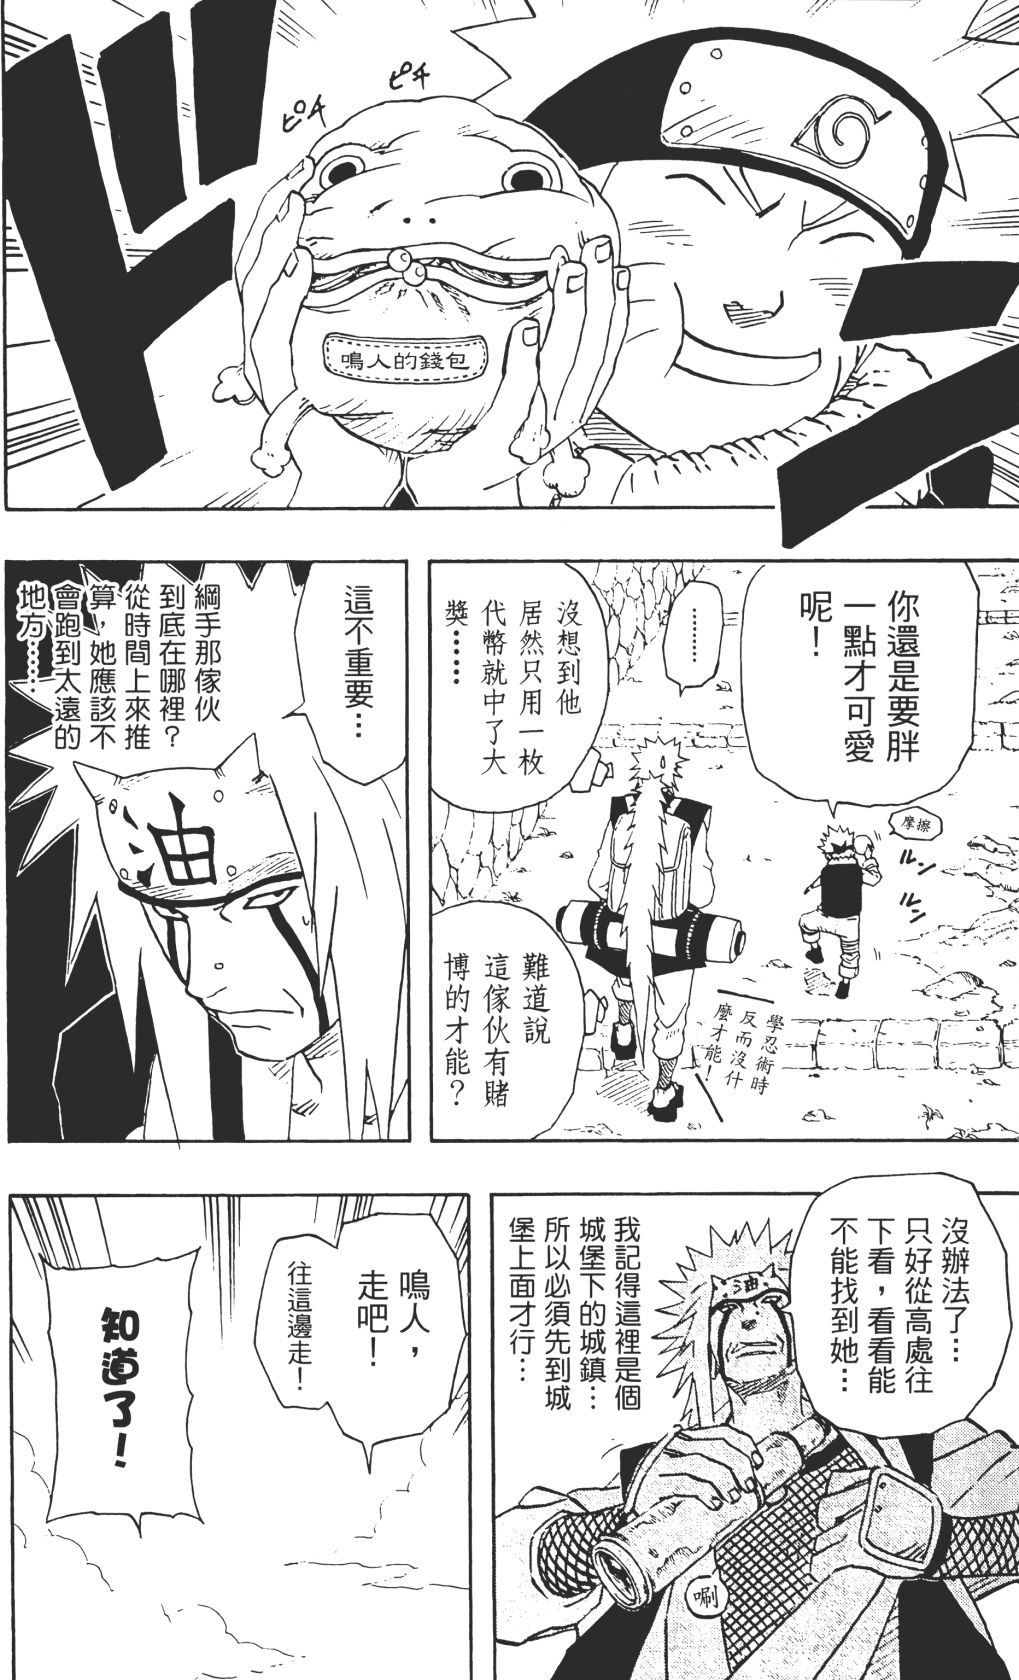 ピチ
ピチ
ドーン
鳴人的錢包
你還是要胖
一點才可愛
呢！
摩擦
ルン
ルン
………
沒想到他
居然只用一枚
代幣就中了大
獎……
難道說
這傢伙有賭
博的才能？
學忍術時
反而沒什
麼才能！
這不重要…
綱手那傢伙
到底在哪裡？
從時間上來推
算，她應該不
會跑到太遠的
地方……
油
沒辦法了…
只好從高處往
下看，看看能
不能找到她…
我記得這裡是個
城堡下的城鎮…
所以必須先到城
堡上面才行…
油
唰
鳴人，
走吧！
往這邊走！
知道了！